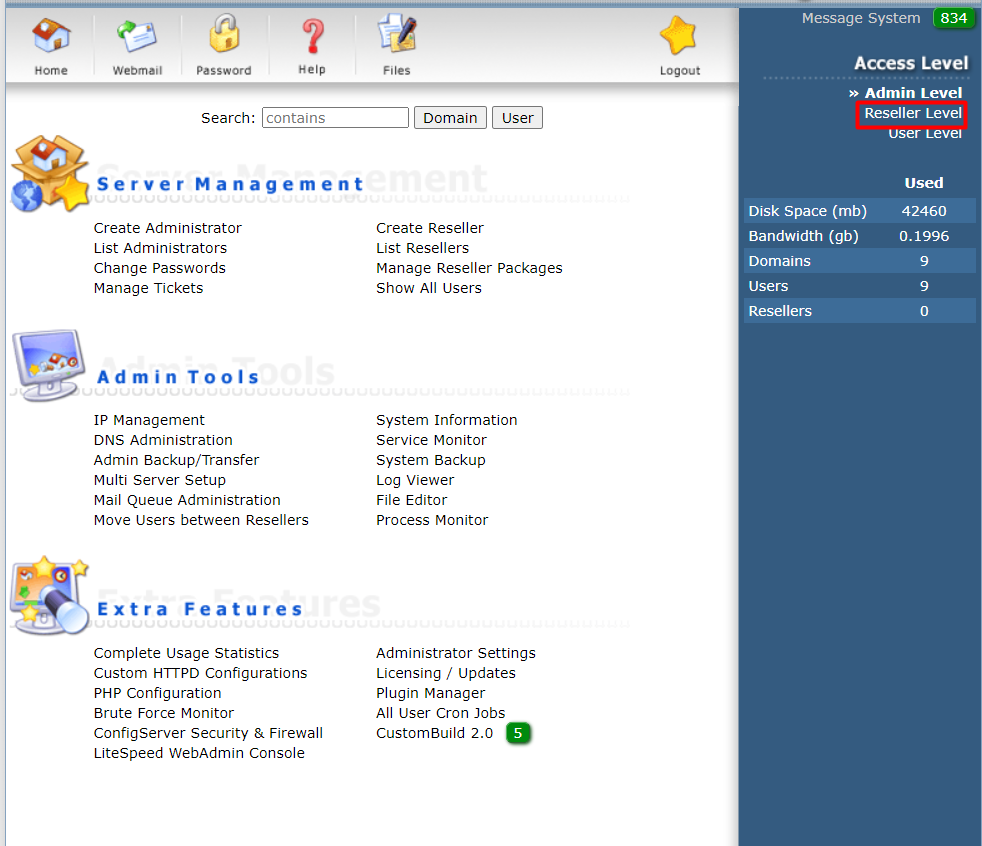 Home Webmail Password Help Files Logout
Message System 834
Access Level
» Admin Level
Reseller Level
User Level
Search: contains Domain User
Server Management
Create Administrator Create Reseller
List Administrators List Resellers
Change Passwords Manage Reseller Packages
Manage Tickets Show All Users
Used
Disk Space (mb) 42460
Bandwidth (gb) 0.1996
Domains 9
Users 9
Resellers 0
Admin Tools
IP Management System Information
DNS Administration Service Monitor
Admin Backup/Transfer System Backup
Multi Server Setup Log Viewer
Mail Queue Administration File Editor
Move Users between Resellers Process Monitor
Extra Features
Complete Usage Statistics Administrator Settings
Custom HTTPD Configurations Licensing / Updates
PHP Configuration Plugin Manager
Brute Force Monitor All User Cron Jobs
ConfigServer Security & Firewall CustomBuild 2.0 5
LiteSpeed WebAdmin Console